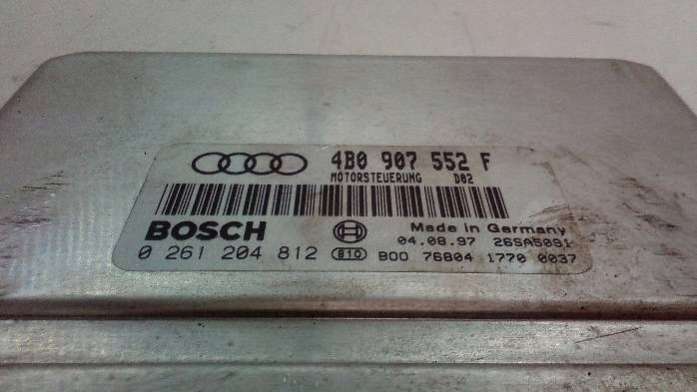 4B0 907 552 F
MOTORSTEUERUNG D02
BOSCH
Made in Germany
04.08.97 26SA5091
0 261 204 812 B10 B00 76804 1770 0037